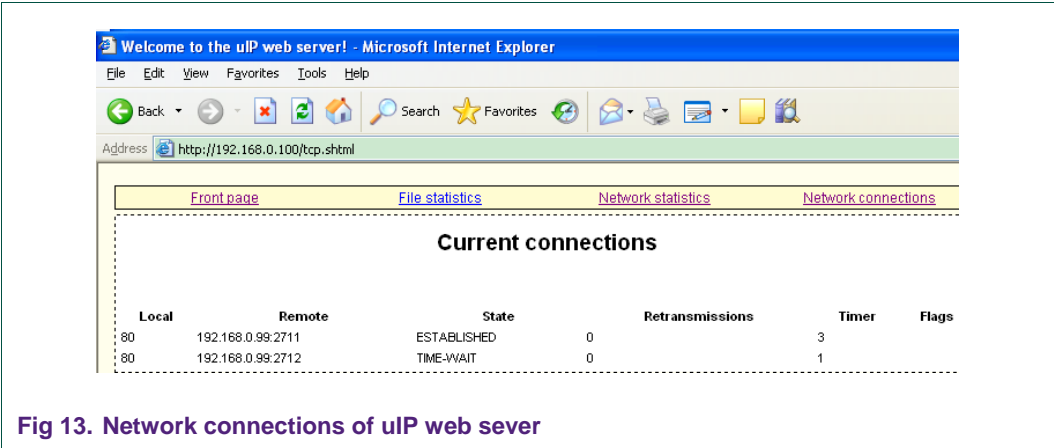 Welcome to the uIP web server! - Microsoft Internet Explorer
File Edit View Favorites Tools Help
Back Search Favorites
Address http://192.168.0.100/tcp.shtml
Front page File statistics Network statistics Network connections
Current connections
Local Remote State Retransmissions Timer Flags
80 192.168.0.99:2711 ESTABLISHED 0 3
80 192.168.0.99:2712 TIME-WAIT 0 1
Fig 13. Network connections of uIP web sever